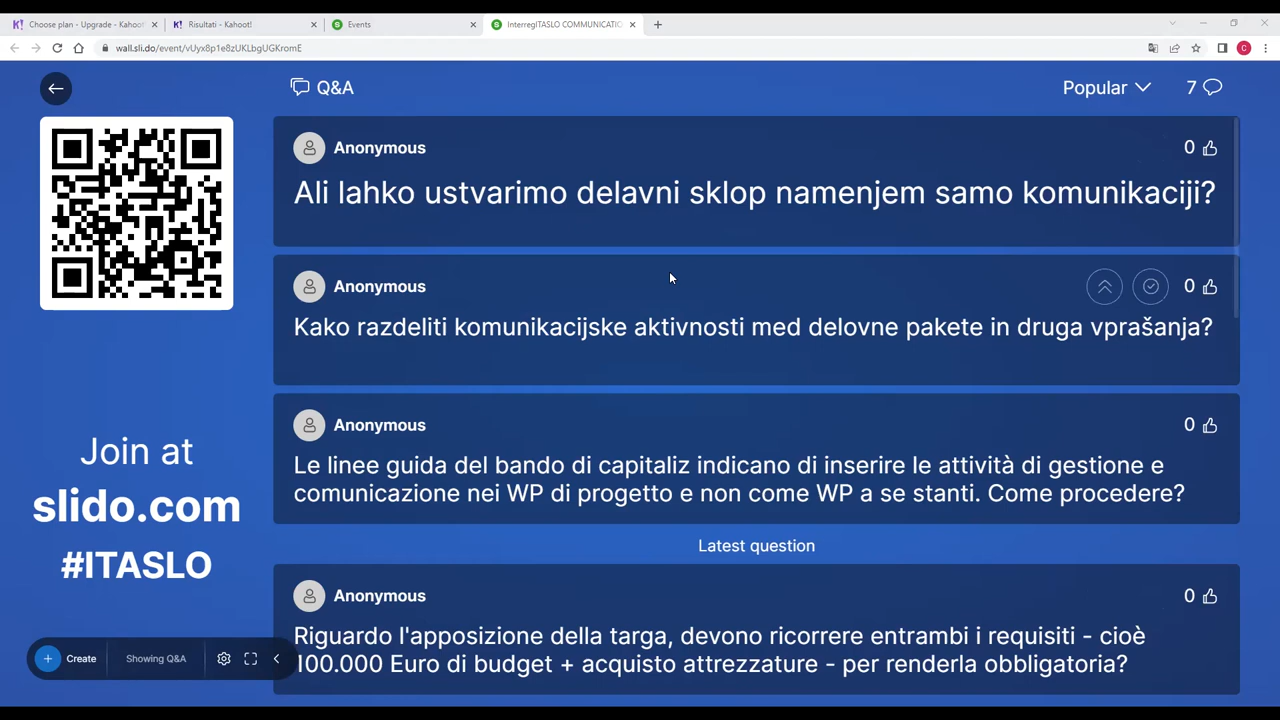 Choose plan - Upgrade - Kahoot!
Risultati - Kahoot!
Events
InterregITASLO COMMUNICATIO
wall.sli.do/event/vUyx8p1e8zUKLbgUGKromE
C
Q&A
Popular
7
Anonymous
0
Ali lahko ustvarimo delavni sklop namenjem samo komunikaciji?
Anonymous
0
Kako razdeliti komunikacijske aktivnosti med delovne pakete in druga vprašanja?
Anonymous
0
Le linee guida del bando di capitaliz indicano di inserire le attività di gestione e
comunicazione nei WP di progetto e non come WP a se stanti. Come procedere?
Latest question
Anonymous
0
Riguardo l'apposizione della targa, devono ricorrere entrambi i requisiti - cioè
100.000 Euro di budget + acquisto attrezzature - per renderla obbligatoria?
Join at
slido.com
#ITASLO
Create
Showing Q&A